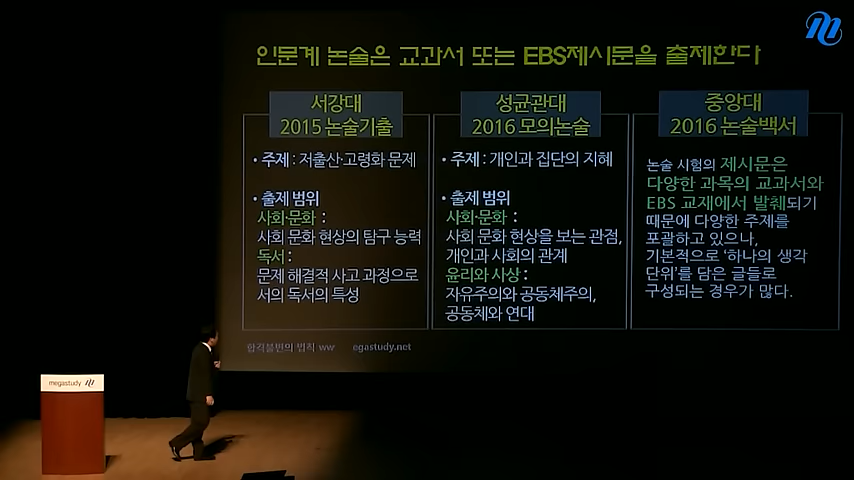 인문계 논술은 교과서 또는 EBS제시문을 출제한다
서강대
2015 논술기출
• 주제 : 저출산·고령화 문제
• 출제 범위
사회·문화 :
사회 문화 현상의 탐구 능력
독서 :
문제 해결적 사고 과정으로
서의 독서의 특성
성균관대
2016 모의논술
• 주제 : 개인과 집단의 지혜
• 출제 범위
사회·문화 :
사회 문화 현상을 보는 관점,
개인과 사회의 관계
윤리와 사상 :
자유주의와 공동체주의,
공동체와 연대
중앙대
2016 논술백서
논술 시험의 제시문은
다양한 과목의 교과서와
EBS 교재에서 발췌되기
때문에 다양한 주제를
포괄하고 있으나,
기본적으로 ‘하나의 생각
단위’를 담은 글들로
구성되는 경우가 많다.
합격불변의 법칙 ww egastudy.net
megastudy